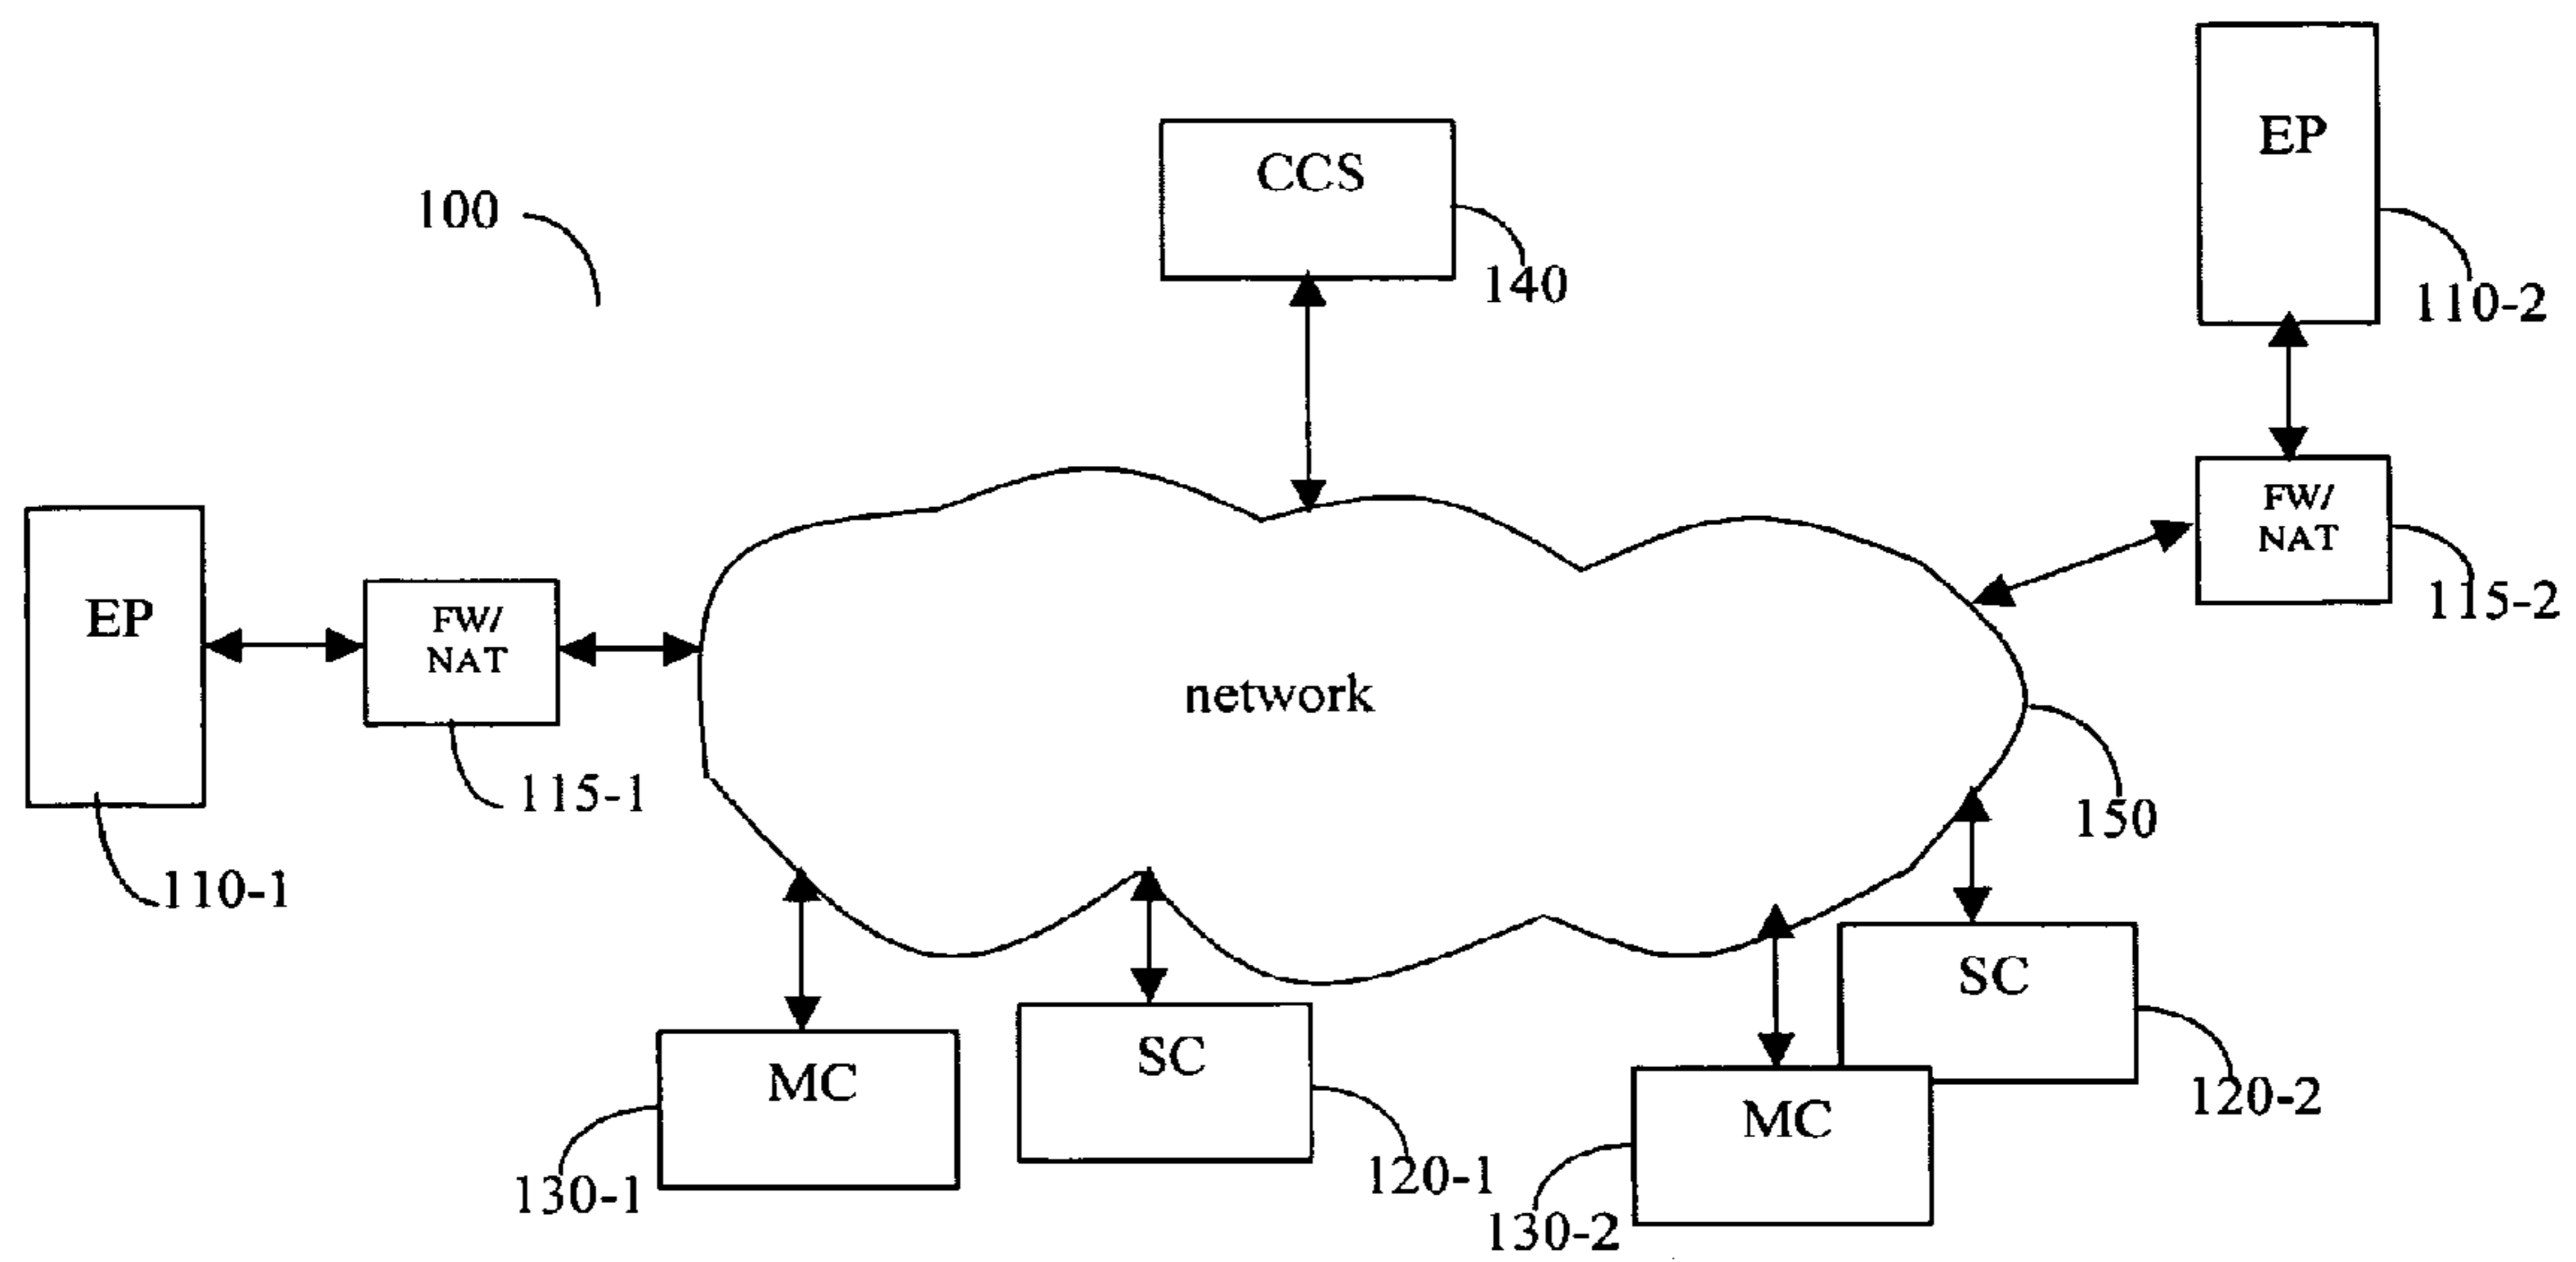 EP
CCS
100
140
110-2
FW/
NAT
EP
FW/
NAT
115-2
network
115-1
150
110-1
SC
SC
MC
120-2
MC
120-1
130-1
130-2